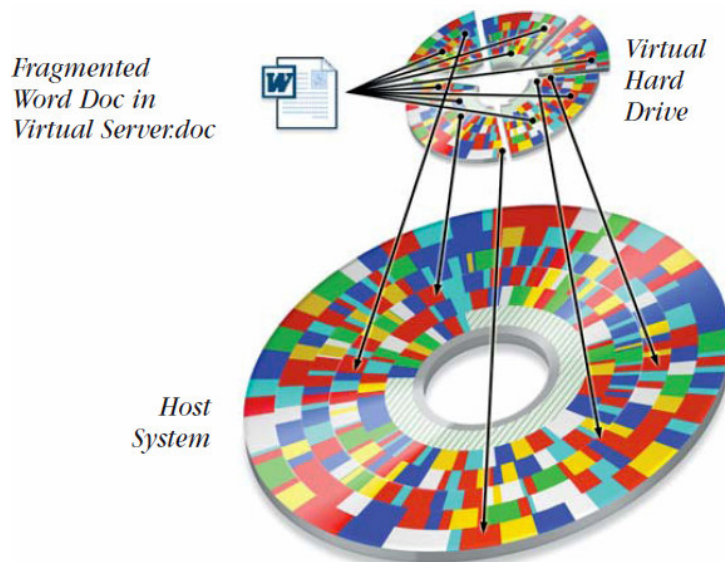 Fragmented
Word Doc in
Virtual Server.doc
W
Virtual
Hard
Drive
Host
System